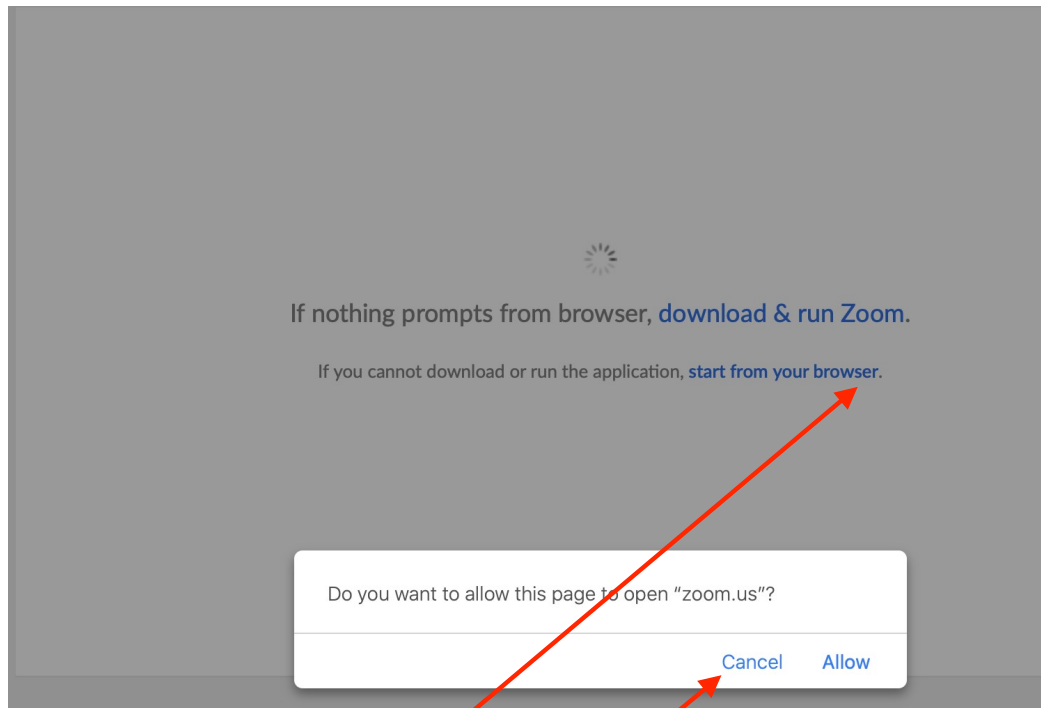 If nothing prompts from browser, download & run Zoom.
If you cannot download or run the application, start from your browser.
Do you want to allow this page to open “zoom.us”?
Cancel Allow